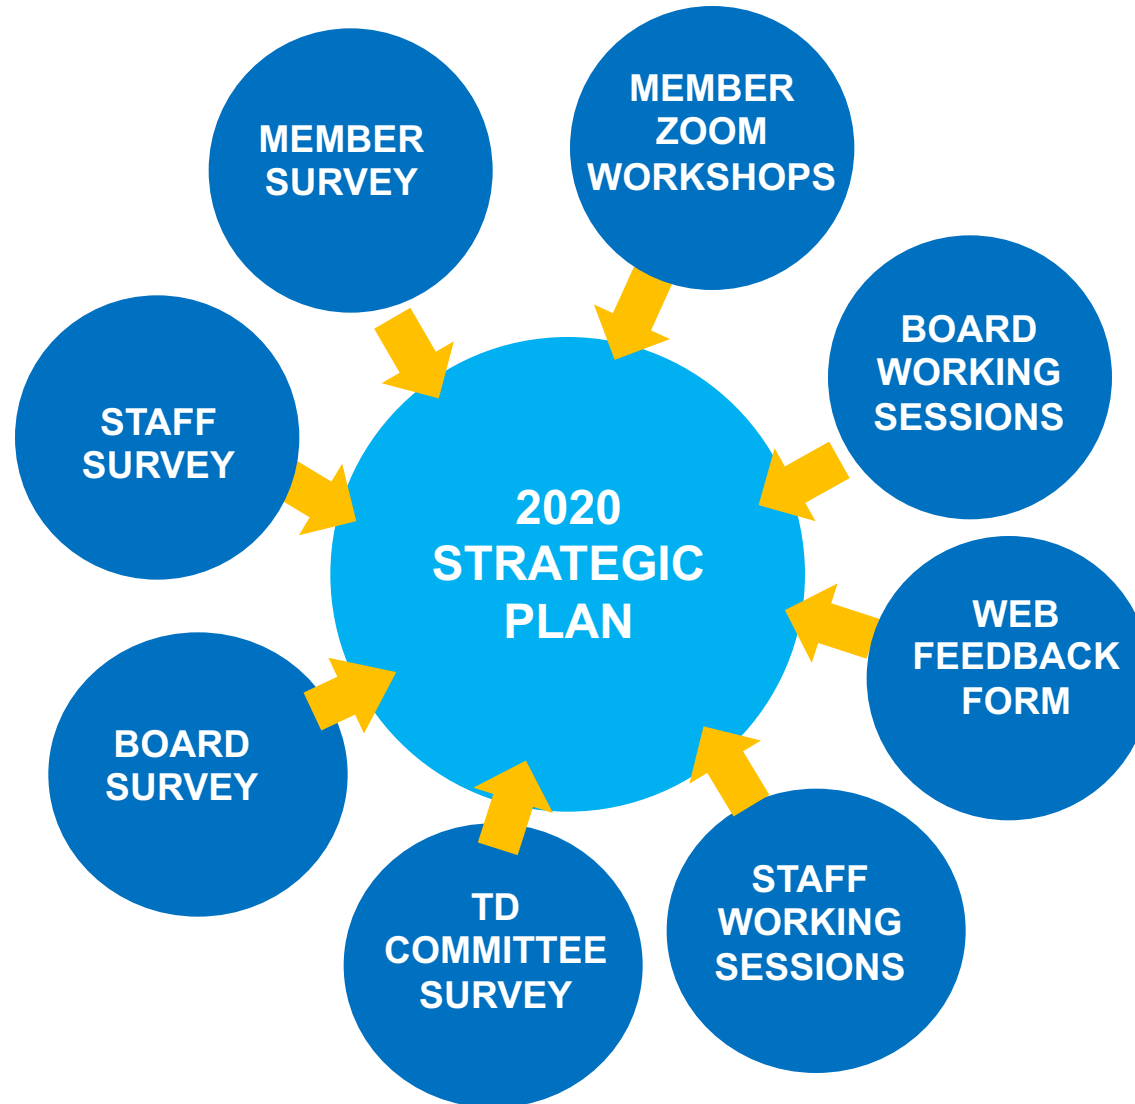 MEMBER
SURVEY
MEMBER
ZOOM
WORKSHOPS
BOARD
WORKING
SESSIONS
STAFF
SURVEY
2020
STRATEGIC
PLAN
WEB
FEEDBACK
FORM
BOARD
SURVEY
TD
COMMITTEE
SURVEY
STAFF
WORKING
SESSIONS